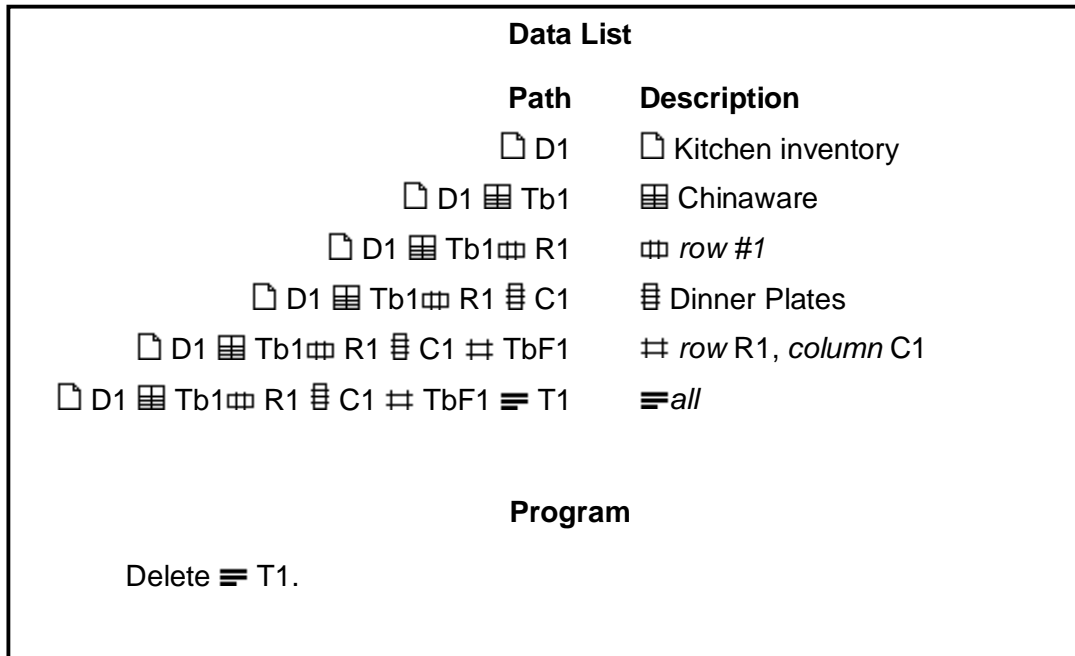 Data List
Path Description
D1 Kitchen inventory
D1 Tb1 Chinaware
D1 Tb1 R1 row #1
D1 Tb1 R1 C1 Dinner Plates
D1 Tb1 R1 C1 TbF1 row R1, column C1
D1 Tb1 R1 C1 TbF1 T1 all
Program
Delete T1.